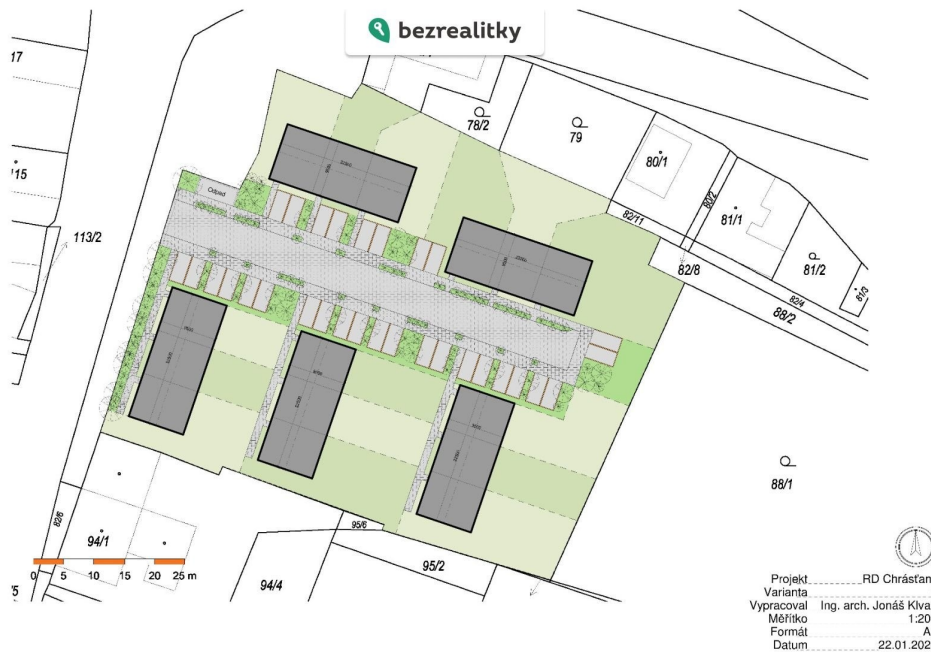 bezrealitky
17
78/2
79
80/1
115
Odpad
82/11
80/2
81/1
113/2
82/8
81/2
81/3
82/4
88/2
88/1
82/6
94/1
95/6
95/2
94/4
0 5 10 15 20 25 m
Projekt RD Chrášťan
Varianta
Vypracoval Ing. arch. Jonáš Klva
Měřítko 1:20
Formát A
Datum 22.01.202